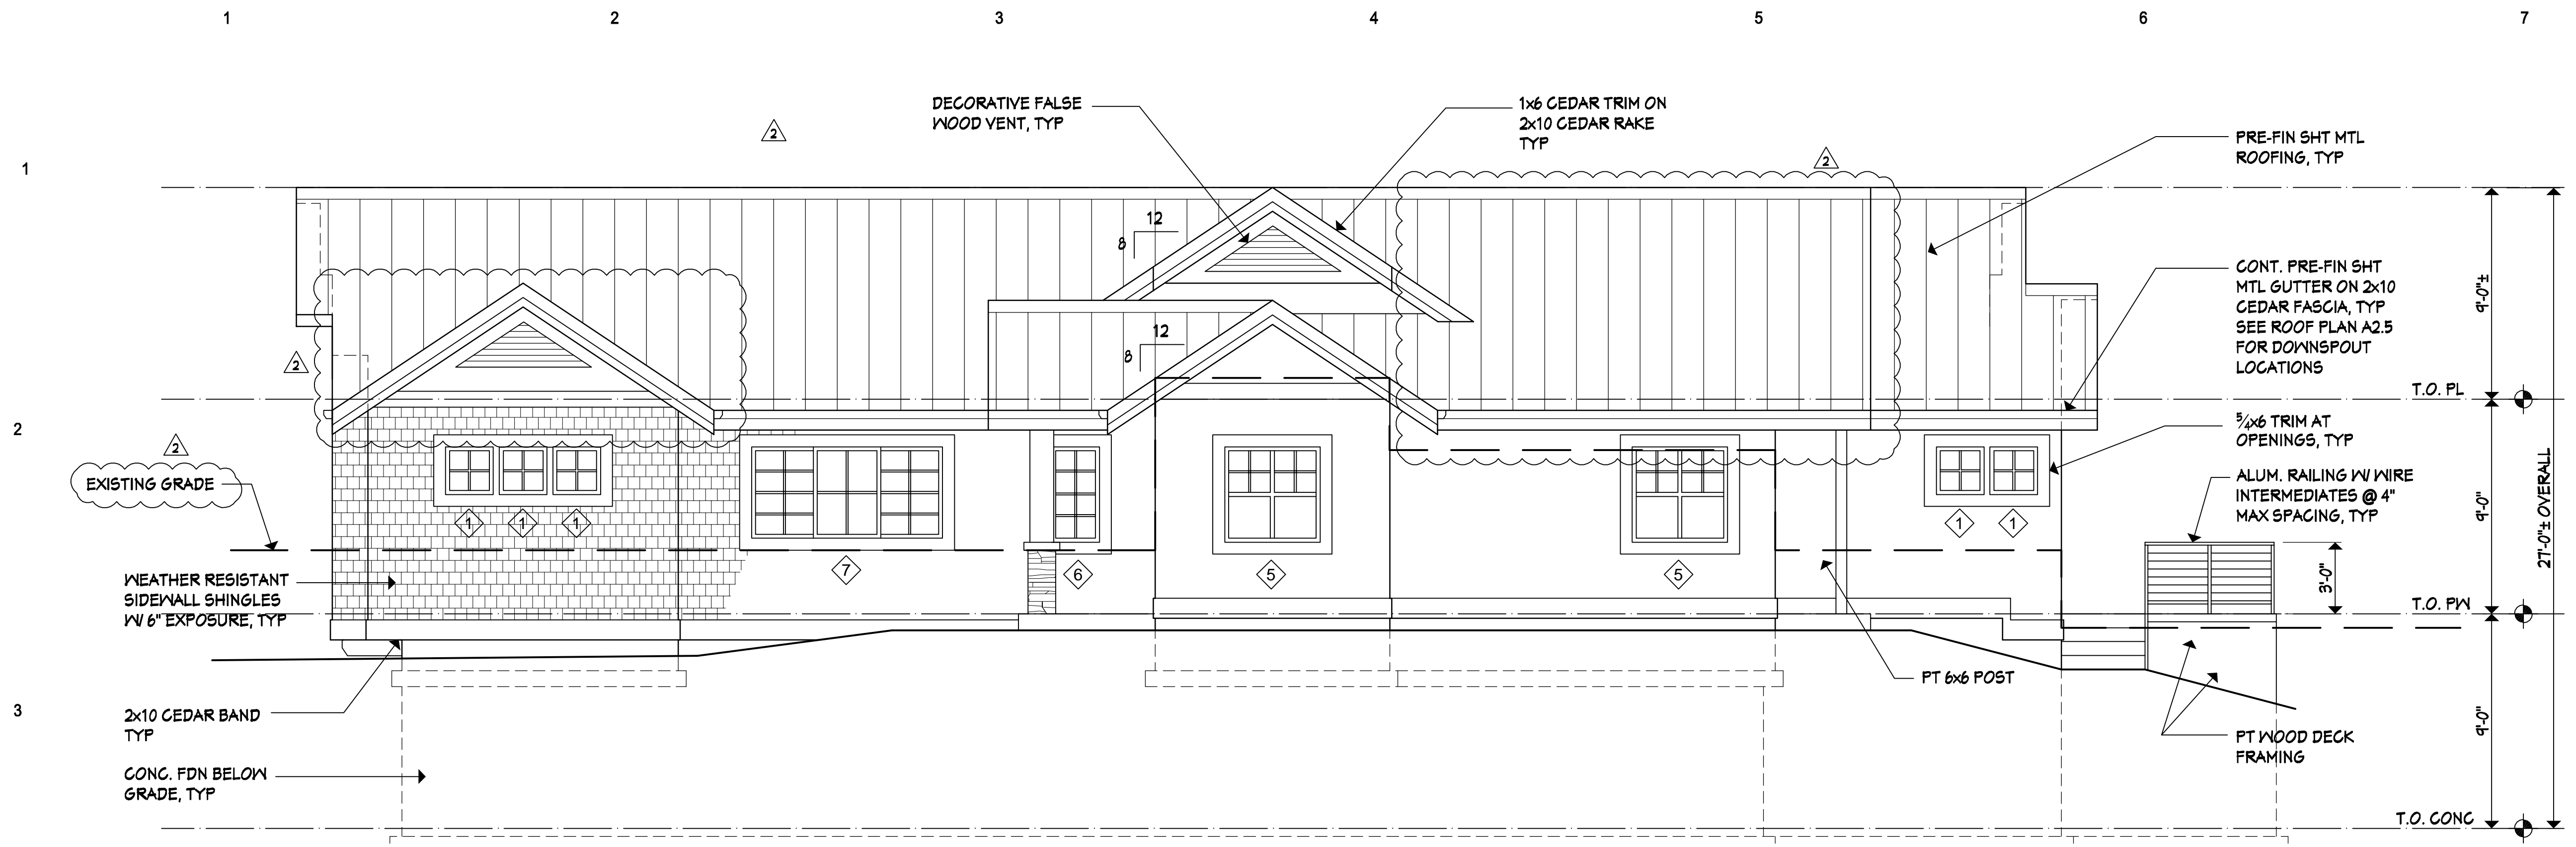 1 2 3 4 5 6 7
DECORATIVE FALSE
WOOD VENT, TYP
1x6 CEDAR TRIM ON
2x10 CEDAR RAKE
TYP
2
2
PRE-FIN SHT MTL
ROOFING, TYP
1
12
8
9'-0"±
CONT. PRE-FIN SHT
MTL GUTTER ON 2x10
CEDAR FASCIA, TYP
SEE ROOF PLAN A2.5
FOR DOWNSPOUT
LOCATIONS
12
8
2
T.O. PL
2
2
5/4x6 TRIM AT
OPENINGS, TYP
EXISTING GRADE
ALUM. RAILING W/ WIRE
INTERMEDIATES @ 4"
MAX SPACING, TYP
9'-0"
27'-0"± OVERALL
1 1 1
1 1
7
6
5
5
3'-0"
WEATHER RESISTANT
SIDEWALL SHINGLES
W/ 6" EXPOSURE, TYP
T.O. PW
PT 6x6 POST
3
2x10 CEDAR BAND
TYP
9'-0"
PT WOOD DECK
FRAMING
CONC. FDN BELOW
GRADE, TYP
T.O. CONC